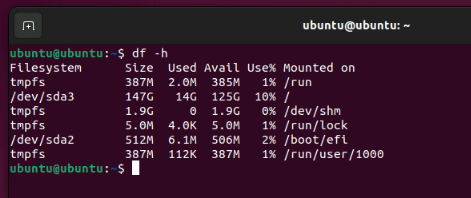 ubuntu@ubuntu: ~
ubuntu@ubuntu:~$ df -h
Filesystem      Size  Used Avail Use% Mounted on
tmpfs           387M  2.0M  385M   1% /run
/dev/sda3       147G   14G  125G  10% /
tmpfs           1.9G     0  1.9G   0% /dev/shm
tmpfs           5.0M  4.0K  5.0M   1% /run/lock
/dev/sda2       512M  6.1M  506M   2% /boot/efi
tmpfs           387M  112K  387M   1% /run/user/1000
ubuntu@ubuntu:~$